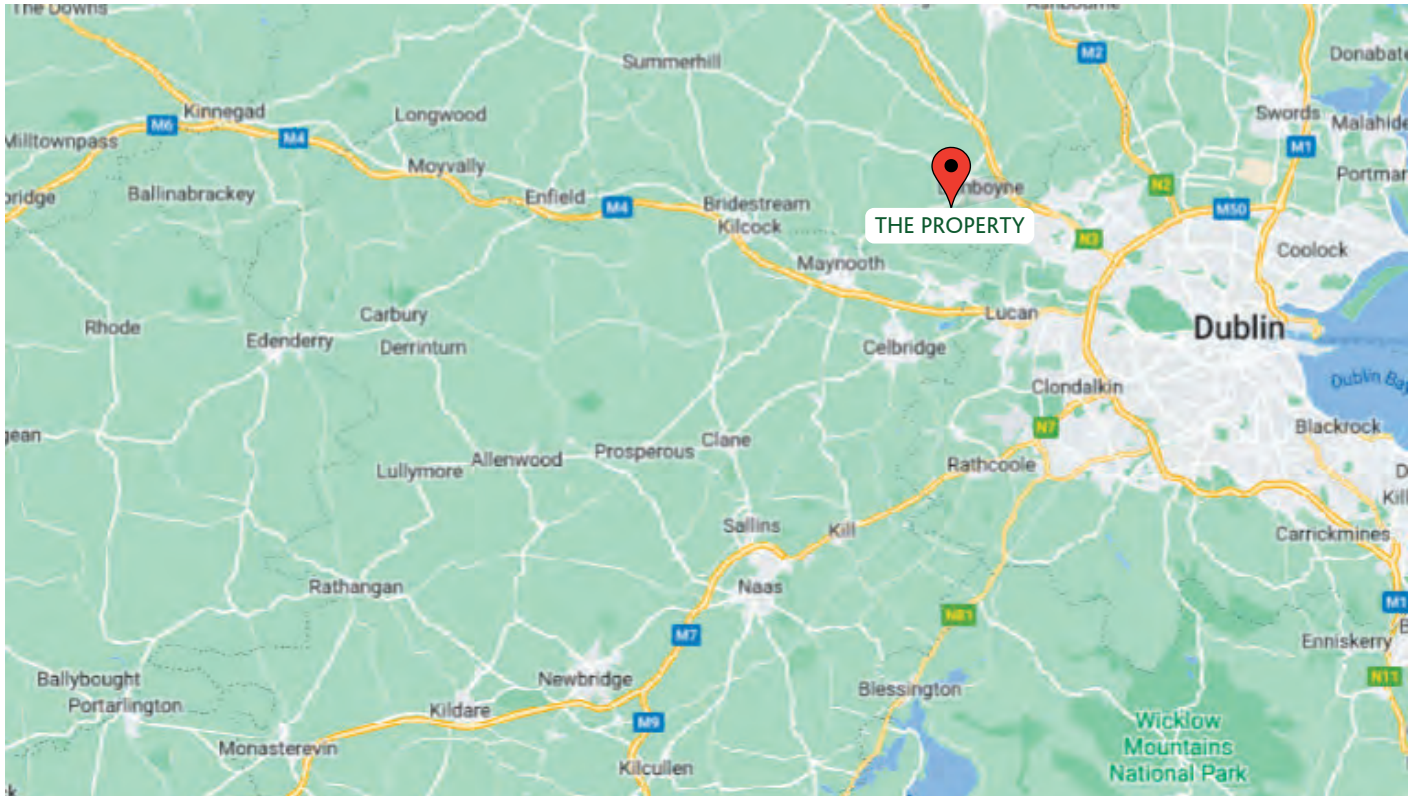 The Downs
Ashbourne
M2
Donabate
Summerhill
Kinnegad
M6
M4
Longwood
Swords
Malahide
Milltownpass
M1
Moyvally
Portmar
bridge
Ballinabrackey
Enfield
M4
Bridestream
Kilcock
nboyne
N2
M50
THE PROPERTY
N3
Coolock
Maynooth
Rhode
Carbury
Lucan
Dublin
Edenderry
Derrinturn
Celbridge
Dublin Bay
Clondalkin
gean
N7
Blackrock
Clane
Prosperous
Allenwood
Lullymore
Rathcoole
D
Kill
Sallins
Kill
Carrickmines
Rathangan
Naas
N81
M1
M7
Enniskerry
B
Ballybought
Portarlington
Newbridge
Blessington
N11
Kildare
M9
Monasterevin
Wicklow
Mountains
National Park
Kilcullen
k